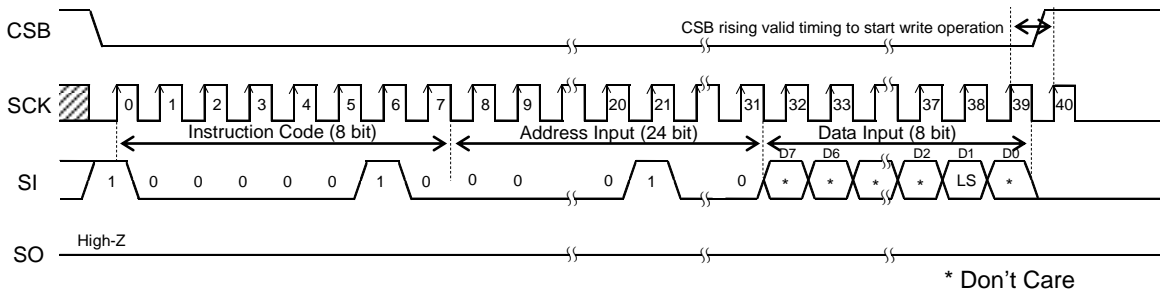 CSB
CSB rising valid timing to start write operation
SCK
0 1 2 3 4 5 6 7 8 9 20 21 31 32 33 37 38 39 40
Instruction Code (8 bit) Address Input (24 bit) Data Input (8 bit)
D7 D6 D2 D1 D0
SI
1 0 0 0 0 0 1 0 0 0 0 1 0 * * * * LS *
High-Z
SO
* Don't Care